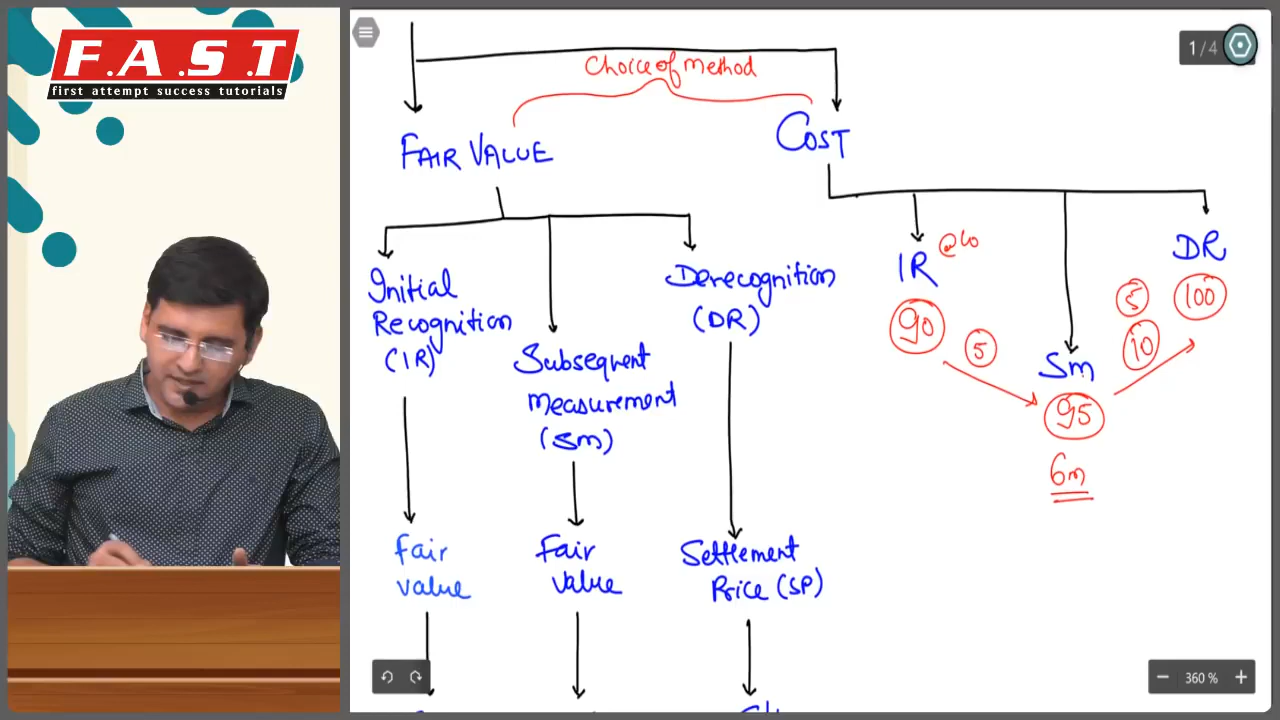 F.A.S.T
first attempt success tutorials
1/4
Choice of method
FAIR VALUE
COST
Initial
Recognition
(IR)
Subsequent
measurement
(SM)
Derecognition
(DR)
IR
90
5
SM
95
6m
5
10
DR
100
Fair
value
Fair
Value
Settlement
Price (SP)
360 %